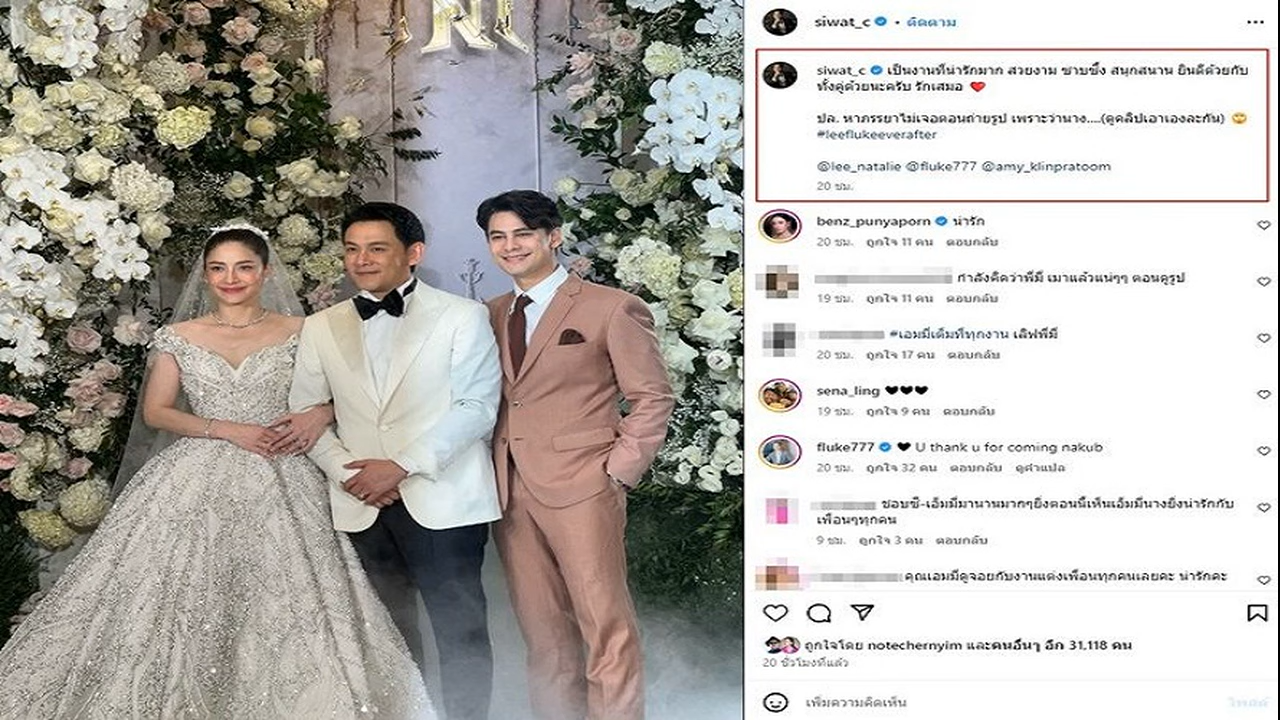 N
siwat_c • ติดตาม
siwat_c เป็นงานที่น่ารักมาก สวยงาม ซาบซึ้ง สนุกสนาน ยินดีด้วยกับ
ทั้งคู่ด้วยนะครับ รักเสมอ ❤️
ปล. หาภรรยาไม่เจอตอนถ่ายรูป เพราะว่านาง....(ดูคลิปเอาเองละกัน) 🙄
#leeflukeeverafter
@lee_natalie @fluke777 @amy_klinpratoom
20 ชม.
benz_punyaporn น่ารัก
20 ชม. ถูกใจ 11 คน ตอบกลับ
กำลังคิดว่าพี่มี่ เมาแล้วแน่ๆๆ ตอนดูรูป
19 ชม. ถูกใจ 11 คน ตอบกลับ
#เอมมี่เต็มที่ทุกงาน เลิฟพี่มี่
20 ชม. ถูกใจ 17 คน ตอบกลับ
sena_ling 🖤🖤🖤
19 ชม. ถูกใจ 9 คน ตอบกลับ
fluke777 🖤 U thank u for coming nakub
20 ชม. ถูกใจ 32 คน ตอบกลับ ดูคำแปล
ชอบซี-เอ็มมี่มานานมากๆยิ่งตอนนี้เห็นเอ็มมี่นางยิ่งน่ารักกับ
เพื่อนๆทุกคน
9 ชม. ถูกใจ 3 คน ตอบกลับ
คุณเอมมี่ดูจอยกับงานแต่งเพื่อนทุกคนเลยคะ น่ารักคะ
ถูกใจโดย notechernyim และคนอื่นๆ อีก 31,118 คน
20 ชั่วโมงที่แล้ว
เพิ่มความคิดเห็น
โพสต์